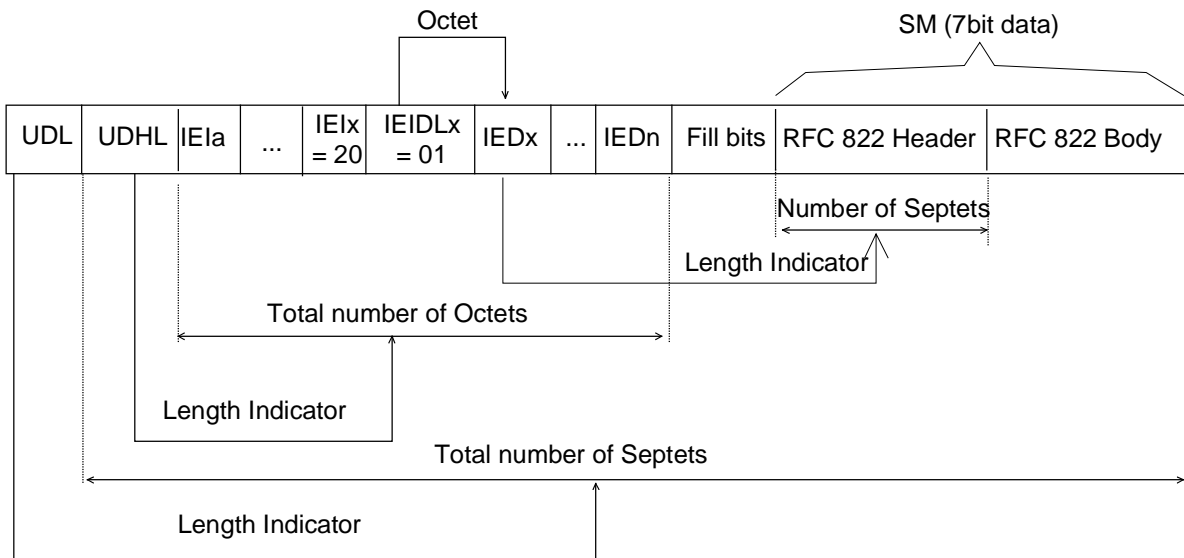 Octet
SM (7bit data)
UDL
UDHL
IEIa
...
IEIx
= 20
IEIDLx
= 01
IEDx
...
IEDn
Fill bits
RFC 822 Header
RFC 822 Body
Number of Septets
Length Indicator
Total number of Octets
Length Indicator
Total number of Septets
Length Indicator